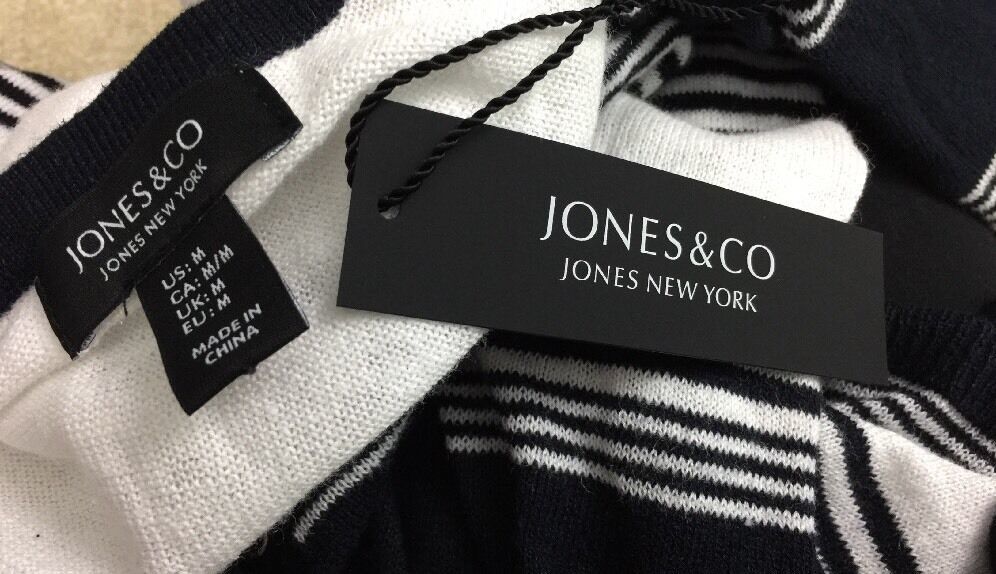 JONES&CO
JONES NEW YORK
US: M
CA: M/M
UK: M
EU: M
MADE IN
CHINA
JONES&CO
JONES NEW YORK